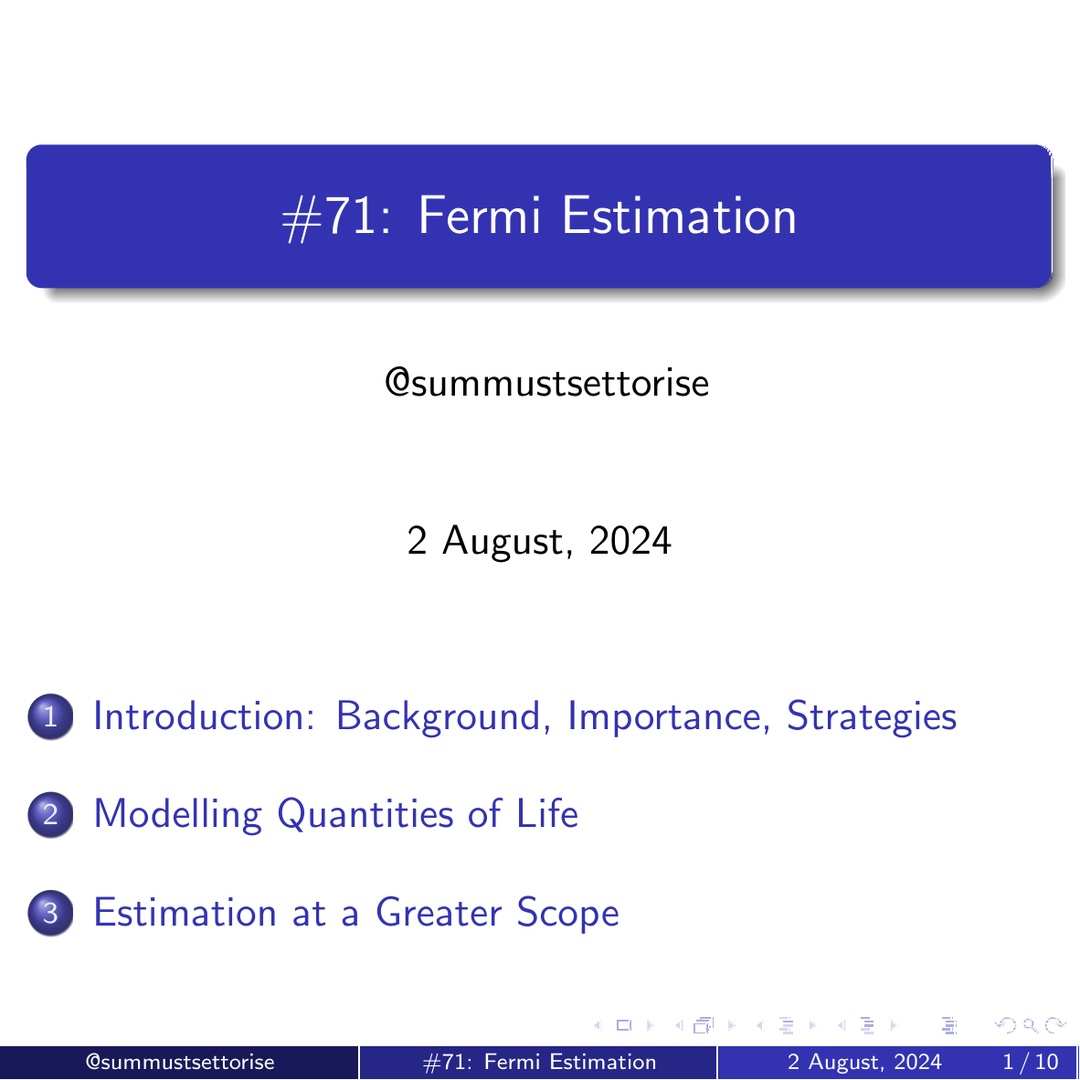 #71: Fermi Estimation
@summustsettorise
2 August, 2024
1 Introduction: Background, Importance, Strategies
2 Modelling Quantities of Life
3 Estimation at a Greater Scope
@summustsettorise #71: Fermi Estimation 2 August, 2024 1 / 10